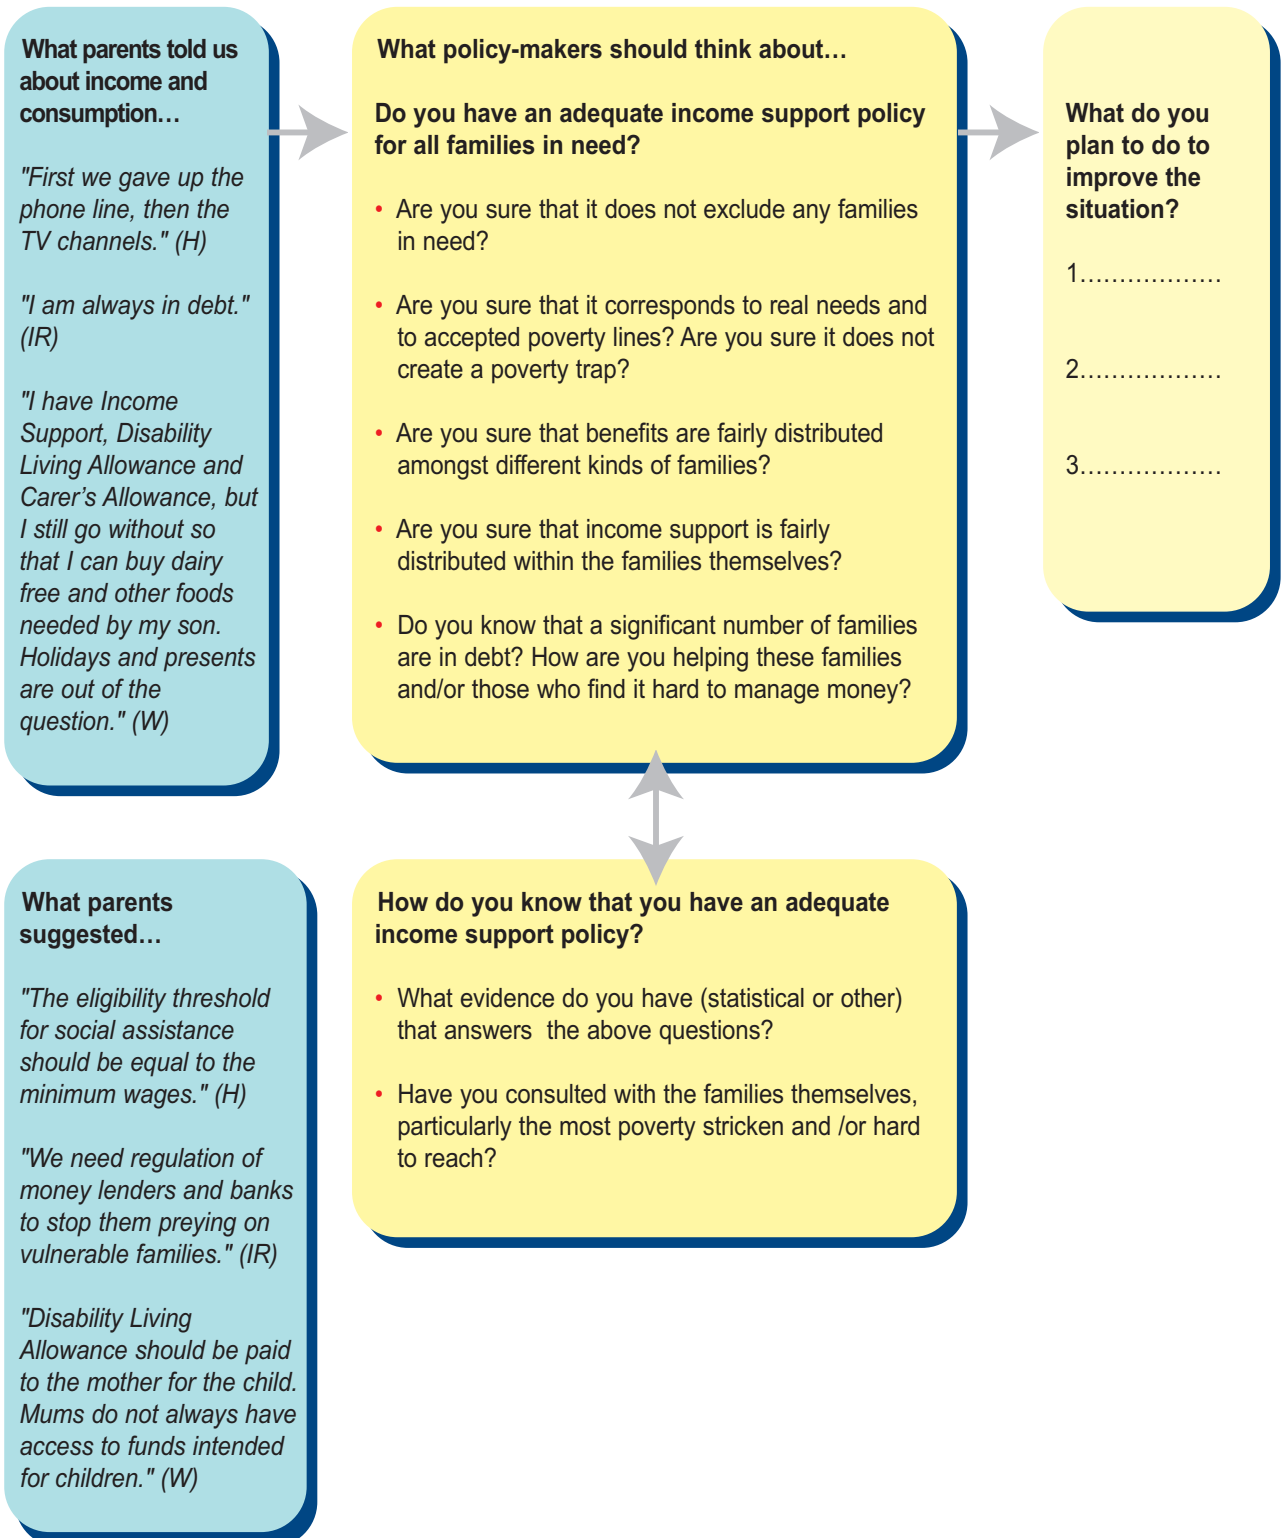 What parents told us
about income and
consumption…
"First we gave up the
phone line, then the
TV channels." (H)
"I am always in debt."
(IR)
"I have Income
Support, Disability
Living Allowance and
Carer's Allowance, but
I still go without so
that I can buy dairy
free and other foods
needed by my son.
Holidays and presents
are out of the
question." (W)
What policy-makers should think about…
Do you have an adequate income support policy
for all families in need?
• Are you sure that it does not exclude any families
in need?
• Are you sure that it corresponds to real needs and
to accepted poverty lines? Are you sure it does not
create a poverty trap?
• Are you sure that benefits are fairly distributed
amongst different kinds of families?
• Are you sure that income support is fairly
distributed within the families themselves?
• Do you know that a significant number of families
are in debt? How are you helping these families
and/or those who find it hard to manage money?
What do you
plan to do to
improve the
situation?
1………………
2………………
3………………
What parents
suggested…
"The eligibility threshold
for social assistance
should be equal to the
minimum wages." (H)
"We need regulation of
money lenders and banks
to stop them preying on
vulnerable families." (IR)
"Disability Living
Allowance should be paid
to the mother for the child.
Mums do not always have
access to funds intended
for children." (W)
How do you know that you have an adequate
income support policy?
• What evidence do you have (statistical or other)
that answers  the above questions?
• Have you consulted with the families themselves,
particularly the most poverty stricken and /or hard
to reach?